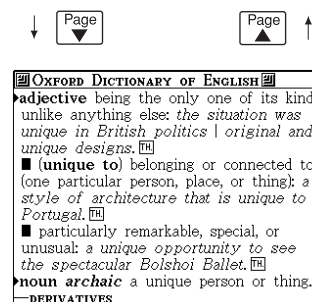 Page Page
OXFORD DICTIONARY OF ENGLISH
adjective being the only one of its kind
unlike anything else: the situation was
unique in British politics | original and
unique designs. TH.
■ (unique to) belonging or connected to
(one particular person, place, or thing): a
style of architecture that is unique to
Portugal. TH.
■ particularly remarkable, special, or
unusual: a unique opportunity to see
the spectacular Bolshoi Ballet. TH.
noun archaic a unique person or thing.
DERIVATIVES